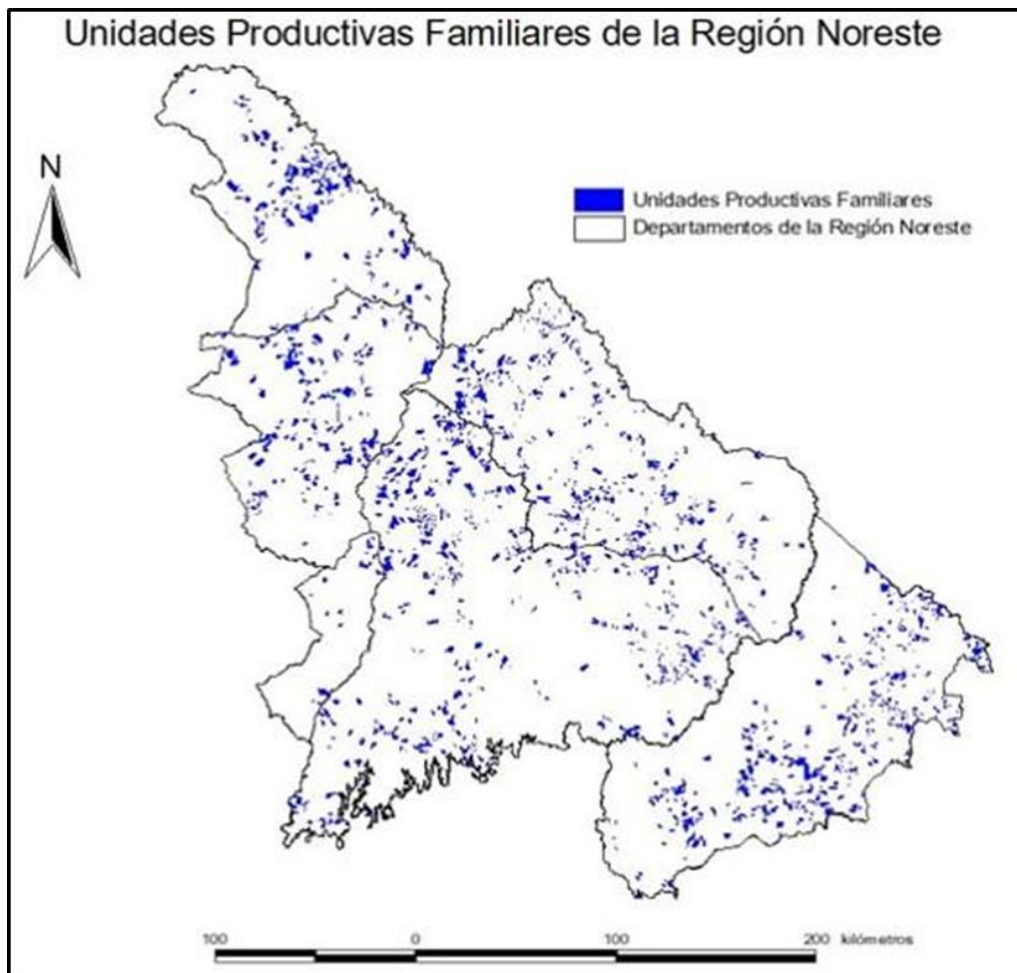 Unidades Productivas Familiares de la Región Noreste
N
Unidades Productivas Familiares
Departamentos de la Región Noreste
100 0 100 200 kilómetros